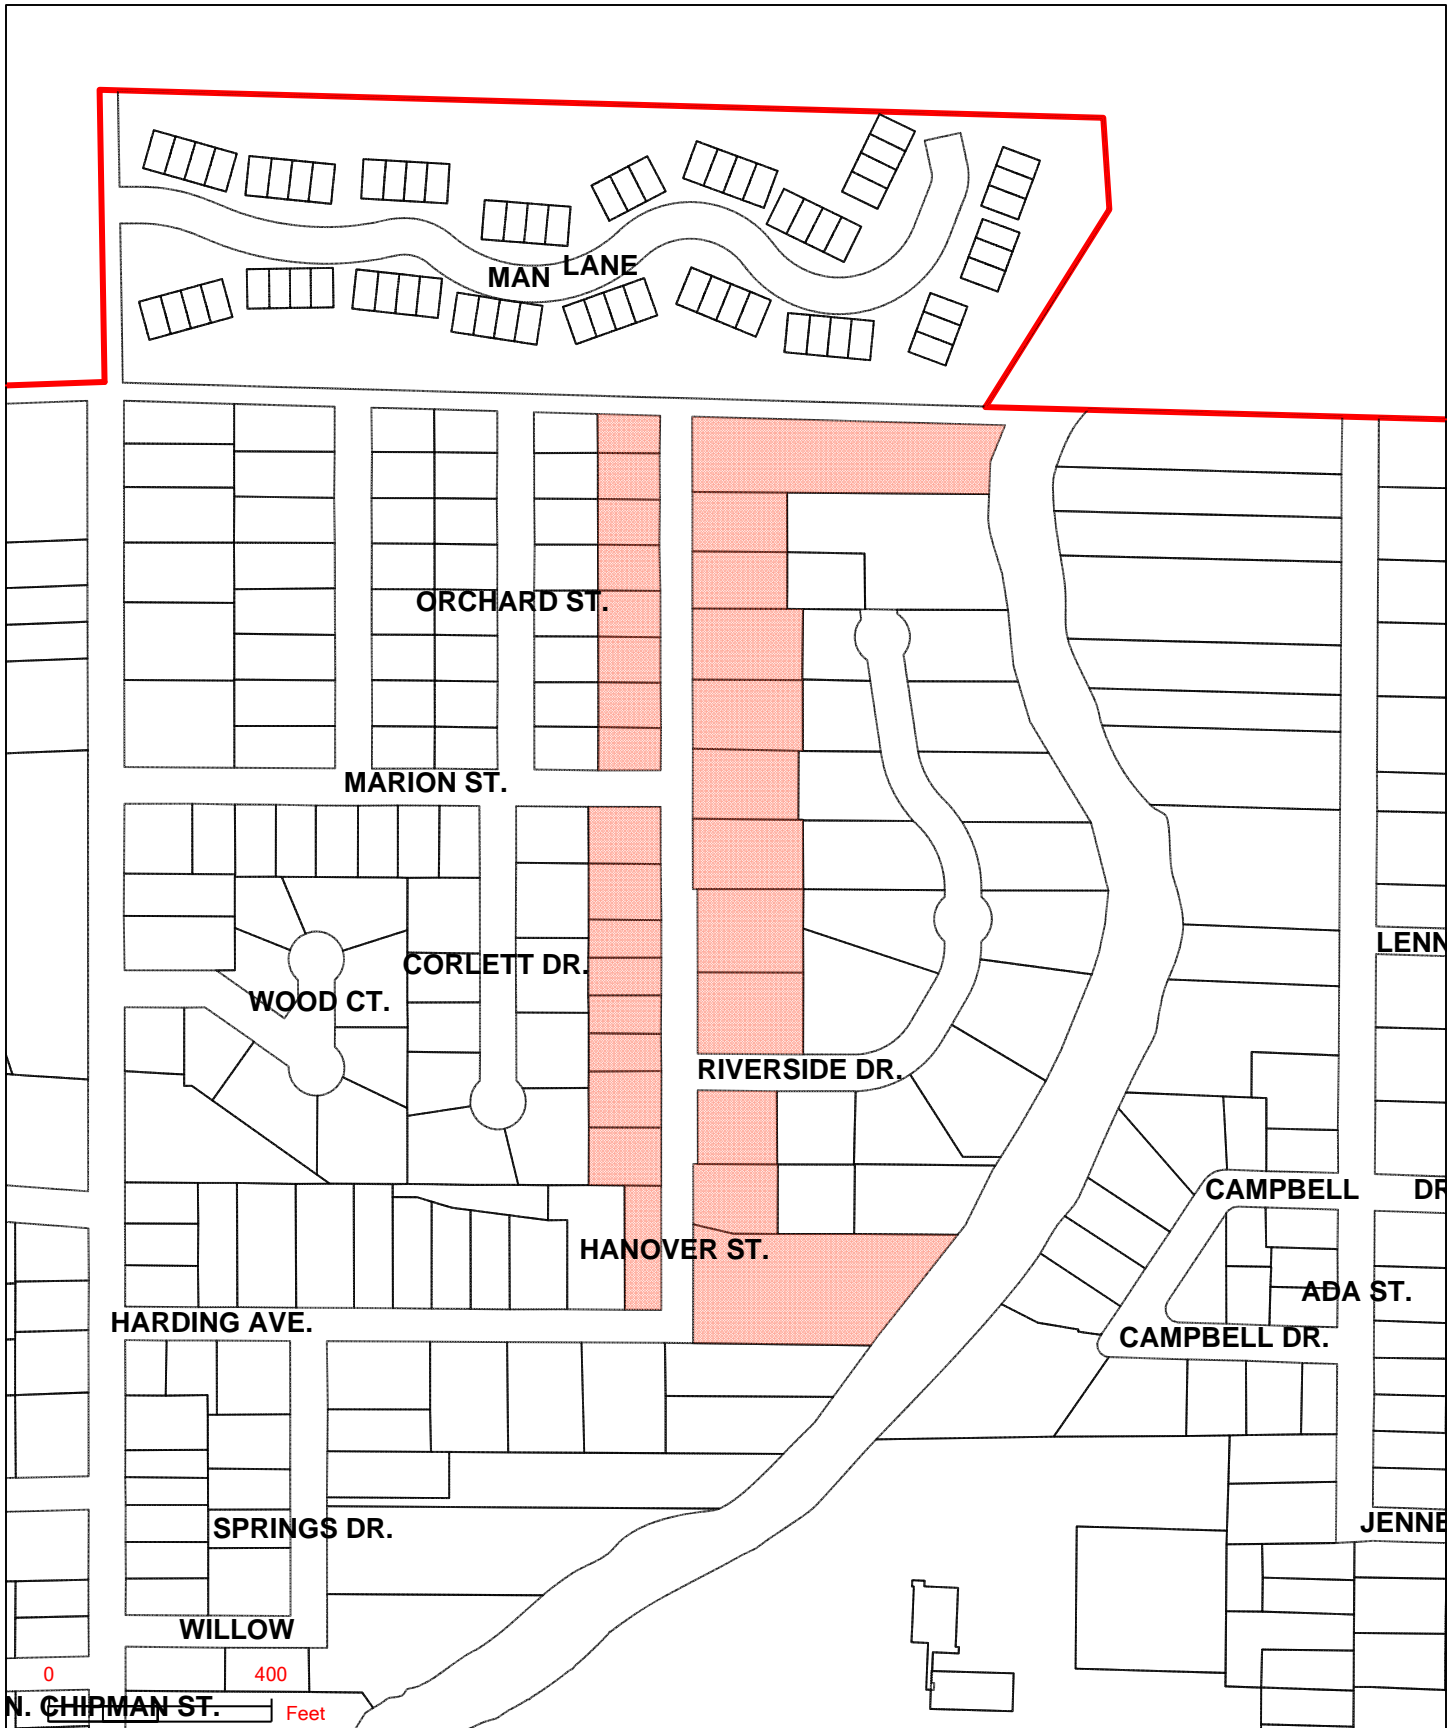 MAN LANE
ORCHARD ST.
MARION ST.
LENN
CORLETT DR.
WOOD CT.
RIVERSIDE DR.
CAMPBELL DR
HANOVER ST.
ADA ST.
HARDING AVE.
CAMPBELL DR.
SPRINGS DR.
JENNE
WILLOW
0 400
N. CHIPMAN ST.
Feet